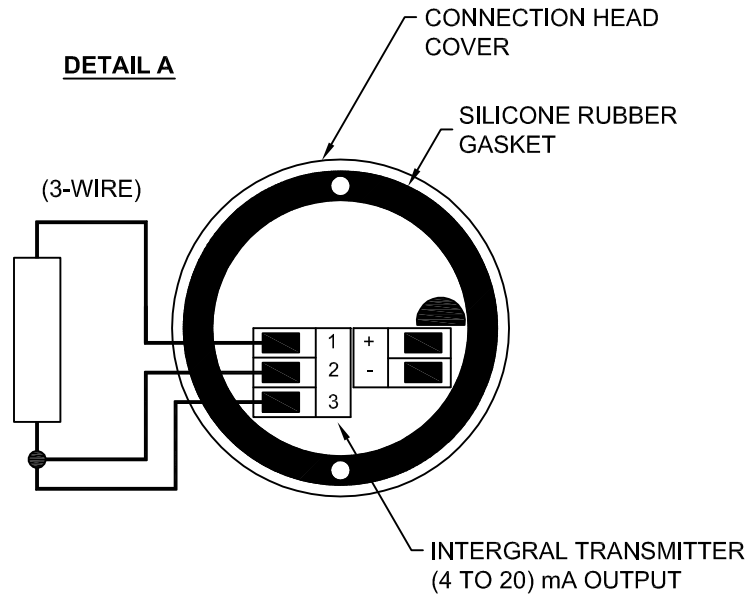 CONNECTION HEAD
COVER
DETAIL A
SILICONE RUBBER
GASKET
(3-WIRE)
1 +
2 -
3
INTERGRAL TRANSMITTER
(4 TO 20) mA OUTPUT